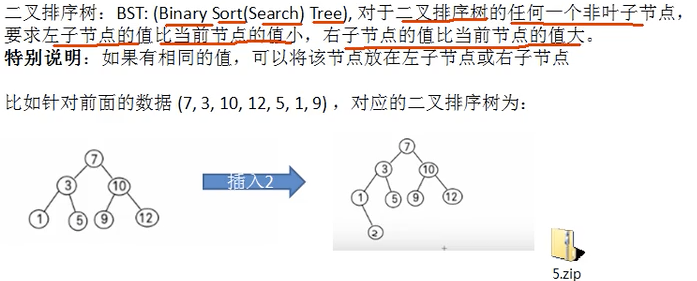 二叉排序树：BST: (Binary Sort(Search) Tree), 对于二叉排序树的任何一个非叶子节点，
要求左子节点的值比当前节点的值小，右子节点的值比当前节点的值大。
特别说明：如果有相同的值，可以将该节点放在左子节点或右子节点
比如针对前面的数据 (7, 3, 10, 12, 5, 1, 9) ，对应的二叉排序树为：
7
3 10
1 5 9 12
插入2
7
3 10
1 5 9 12
2
5.zip